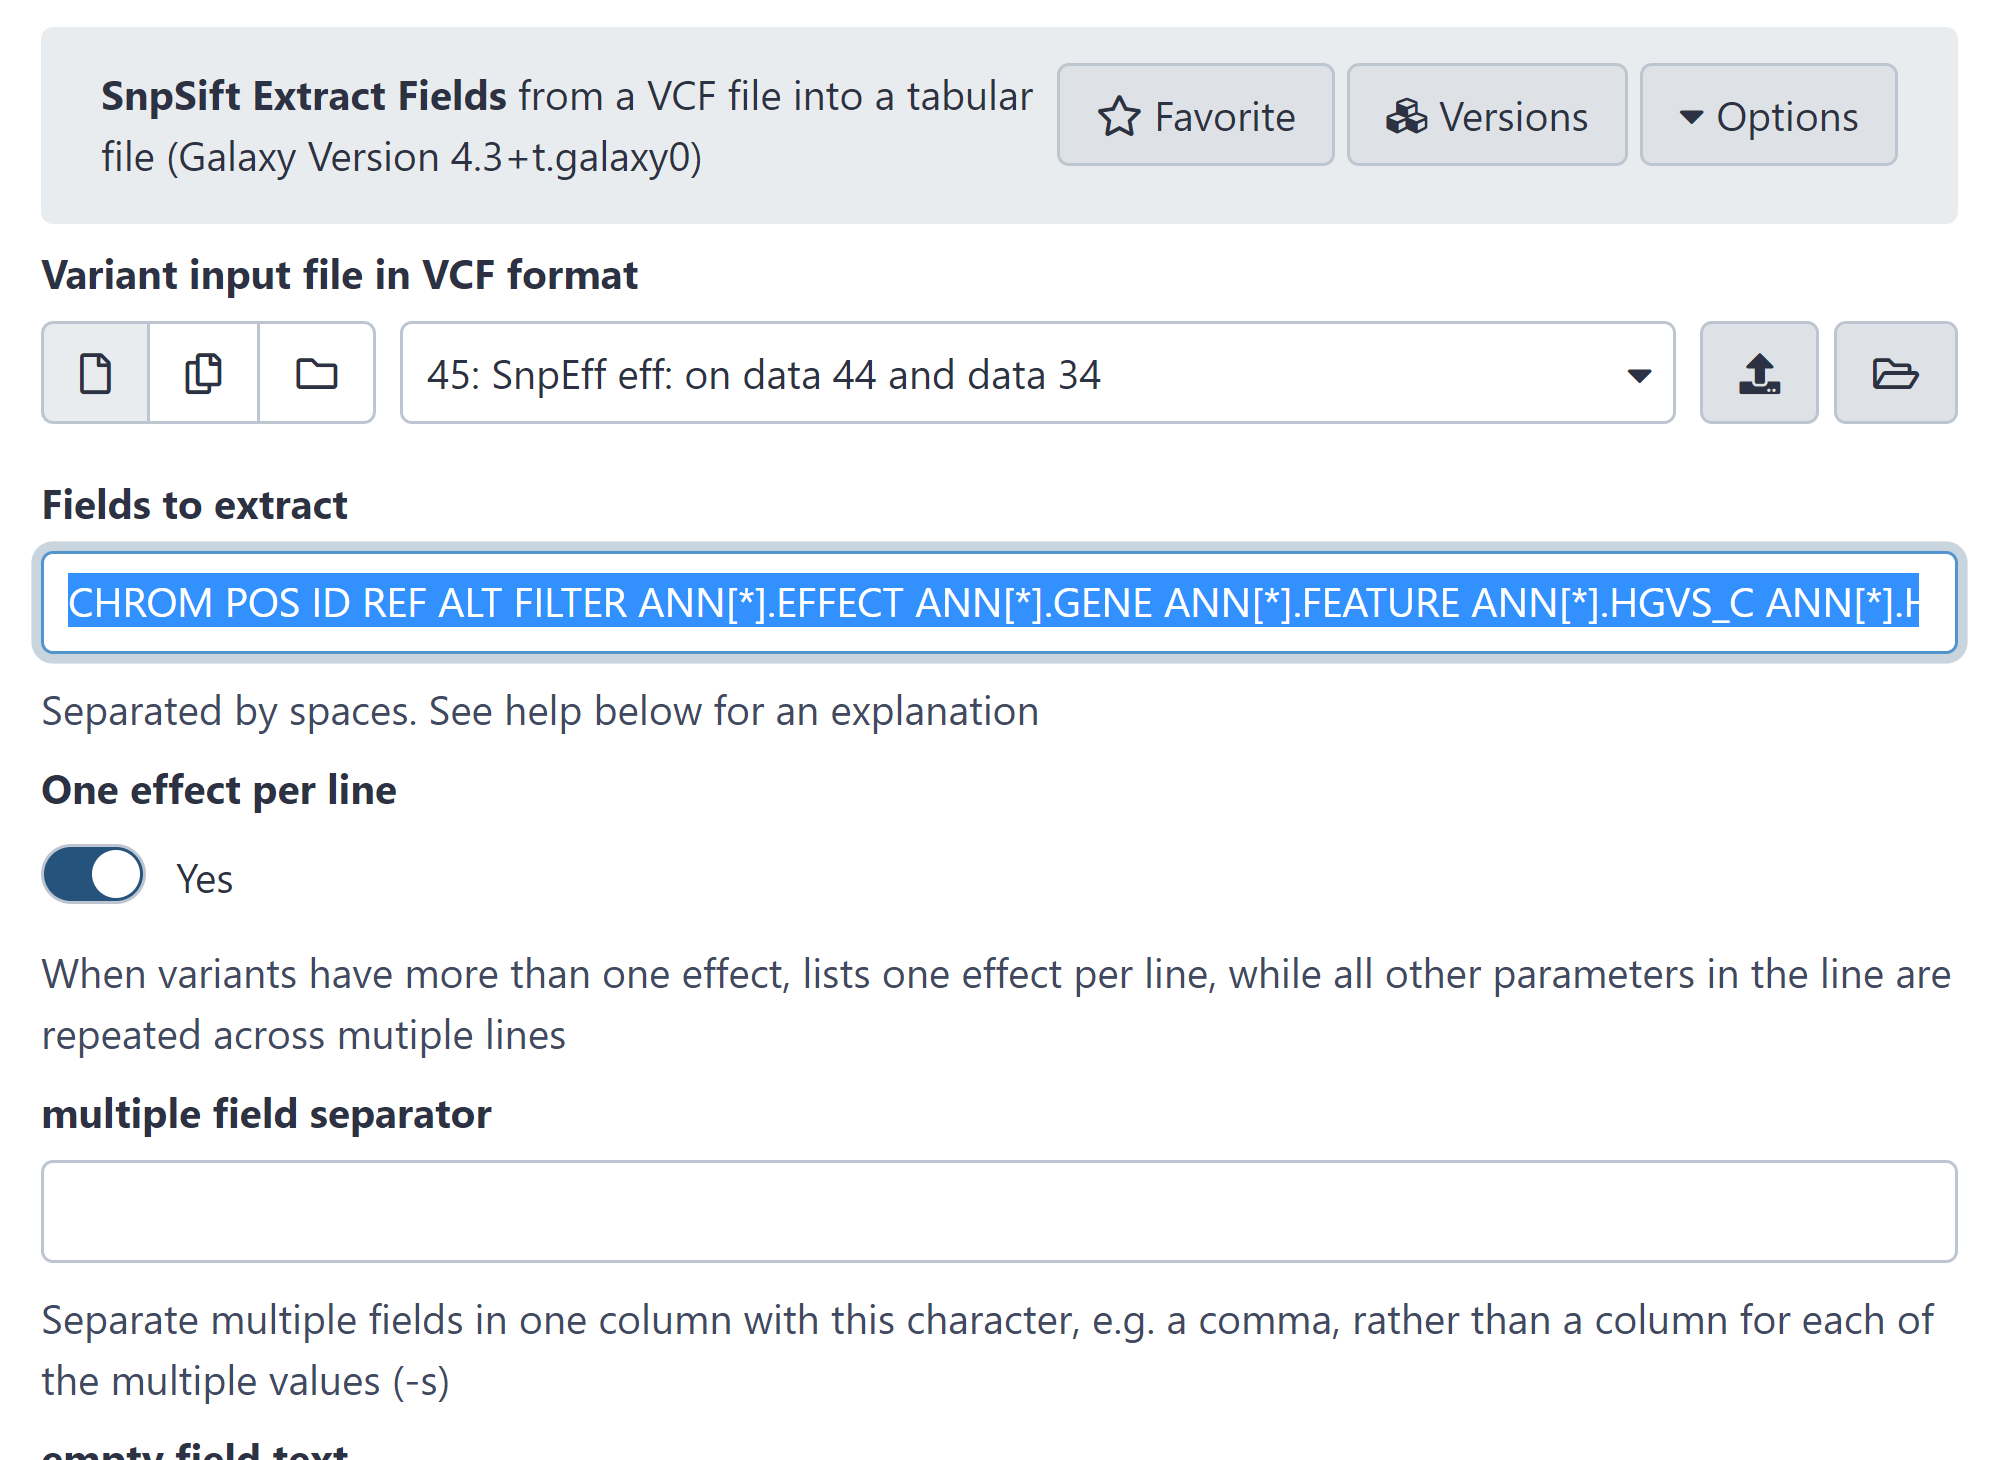 SnpSift Extract Fields from a VCF file into a tabular
file (Galaxy Version 4.3+t.galaxy0)
Favorite
Versions
Options
Variant input file in VCF format
45: SnpEff eff: on data 44 and data 34
Fields to extract
CHROM POS ID REF ALT FILTER ANN[*].EFFECT ANN[*].GENE ANN[*].FEATURE ANN[*].HGVS_C ANN[*].H
Separated by spaces. See help below for an explanation
One effect per line
Yes
When variants have more than one effect, lists one effect per line, while all other parameters in the line are
repeated across mutiple lines
multiple field separator
Separate multiple fields in one column with this character, e.g. a comma, rather than a column for each of
the multiple values (-s)
empty field text